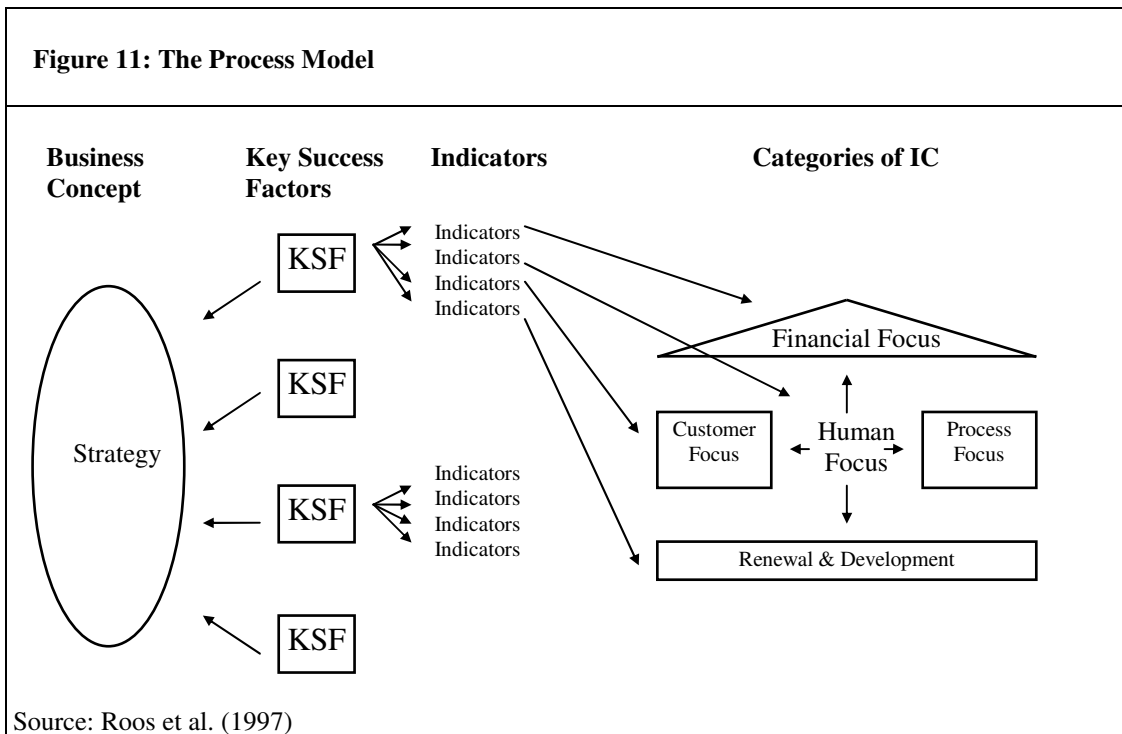 Figure 11: The Process Model
Business
Concept
Key Success
Factors
Indicators
Categories of IC
Strategy
KSF
KSF
KSF
KSF
Indicators
Indicators
Indicators
Indicators
Indicators
Indicators
Indicators
Indicators
Financial Focus
Customer
Focus
Human
Focus
Process
Focus
Renewal & Development
Source: Roos et al. (1997)